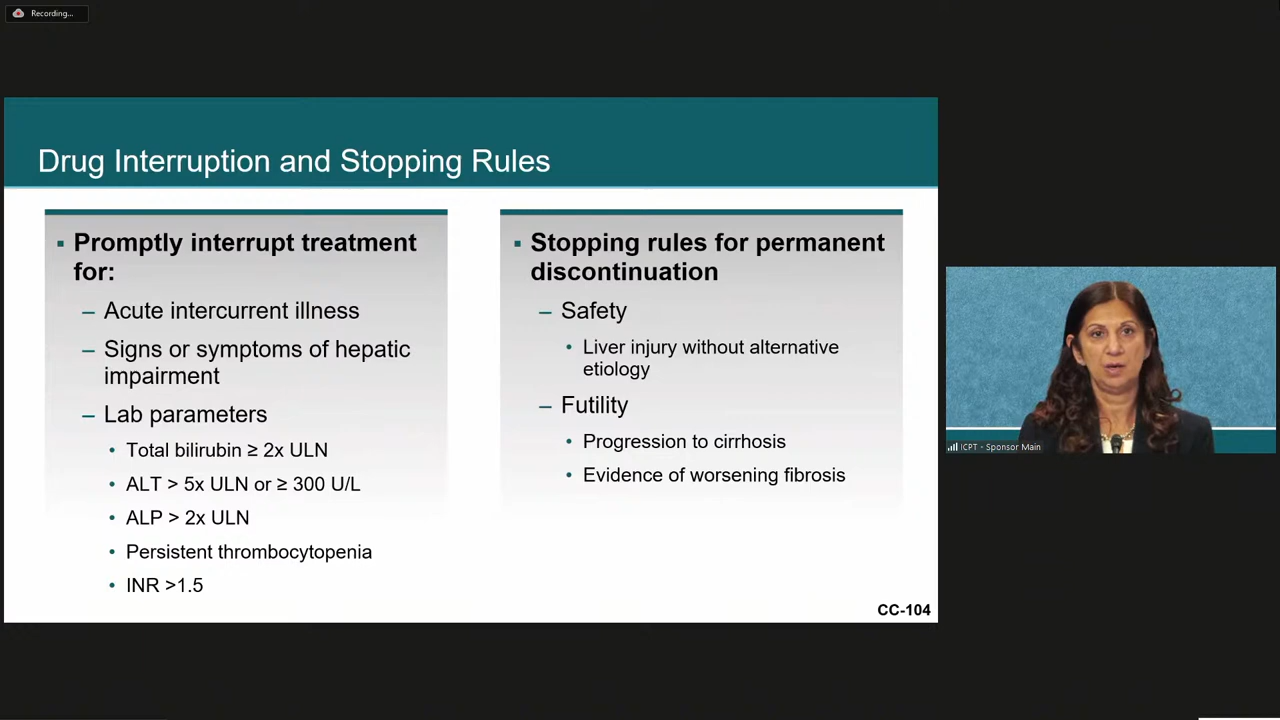 Recording...
Drug Interruption and Stopping Rules
▪ Promptly interrupt treatment
for:
– Acute intercurrent illness
– Signs or symptoms of hepatic
impairment
– Lab parameters
• Total bilirubin ≥ 2x ULN
• ALT > 5x ULN or ≥ 300 U/L
• ALP > 2x ULN
• Persistent thrombocytopenia
• INR >1.5
▪ Stopping rules for permanent
discontinuation
– Safety
• Liver injury without alternative
etiology
– Futility
• Progression to cirrhosis
• Evidence of worsening fibrosis
CC-104
ICPT - Sponsor Main